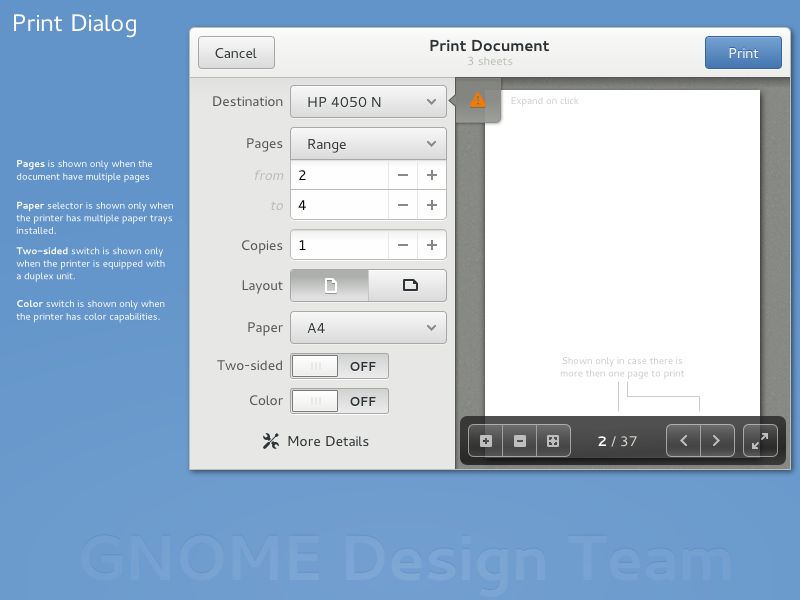 Print Dialog
Cancel
Print Document
3 sheets
Print
Destination
HP 4050 N
Expand on click
Pages
Range
from
2
to
4
Copies
1
Layout
Paper
A4
Two-sided
OFF
Color
OFF
More Details
Pages is shown only when the
document have multiple pages
Paper selector is shown only when
the printer has multiple paper trays
installed.
Two-sided switch is shown only
when the printer is equipped with
a duplex unit.
Color switch is shown only when
the printer has color capabilities.
Shown only in case there is
more then one page to print
2 / 37
GNOME Design Team